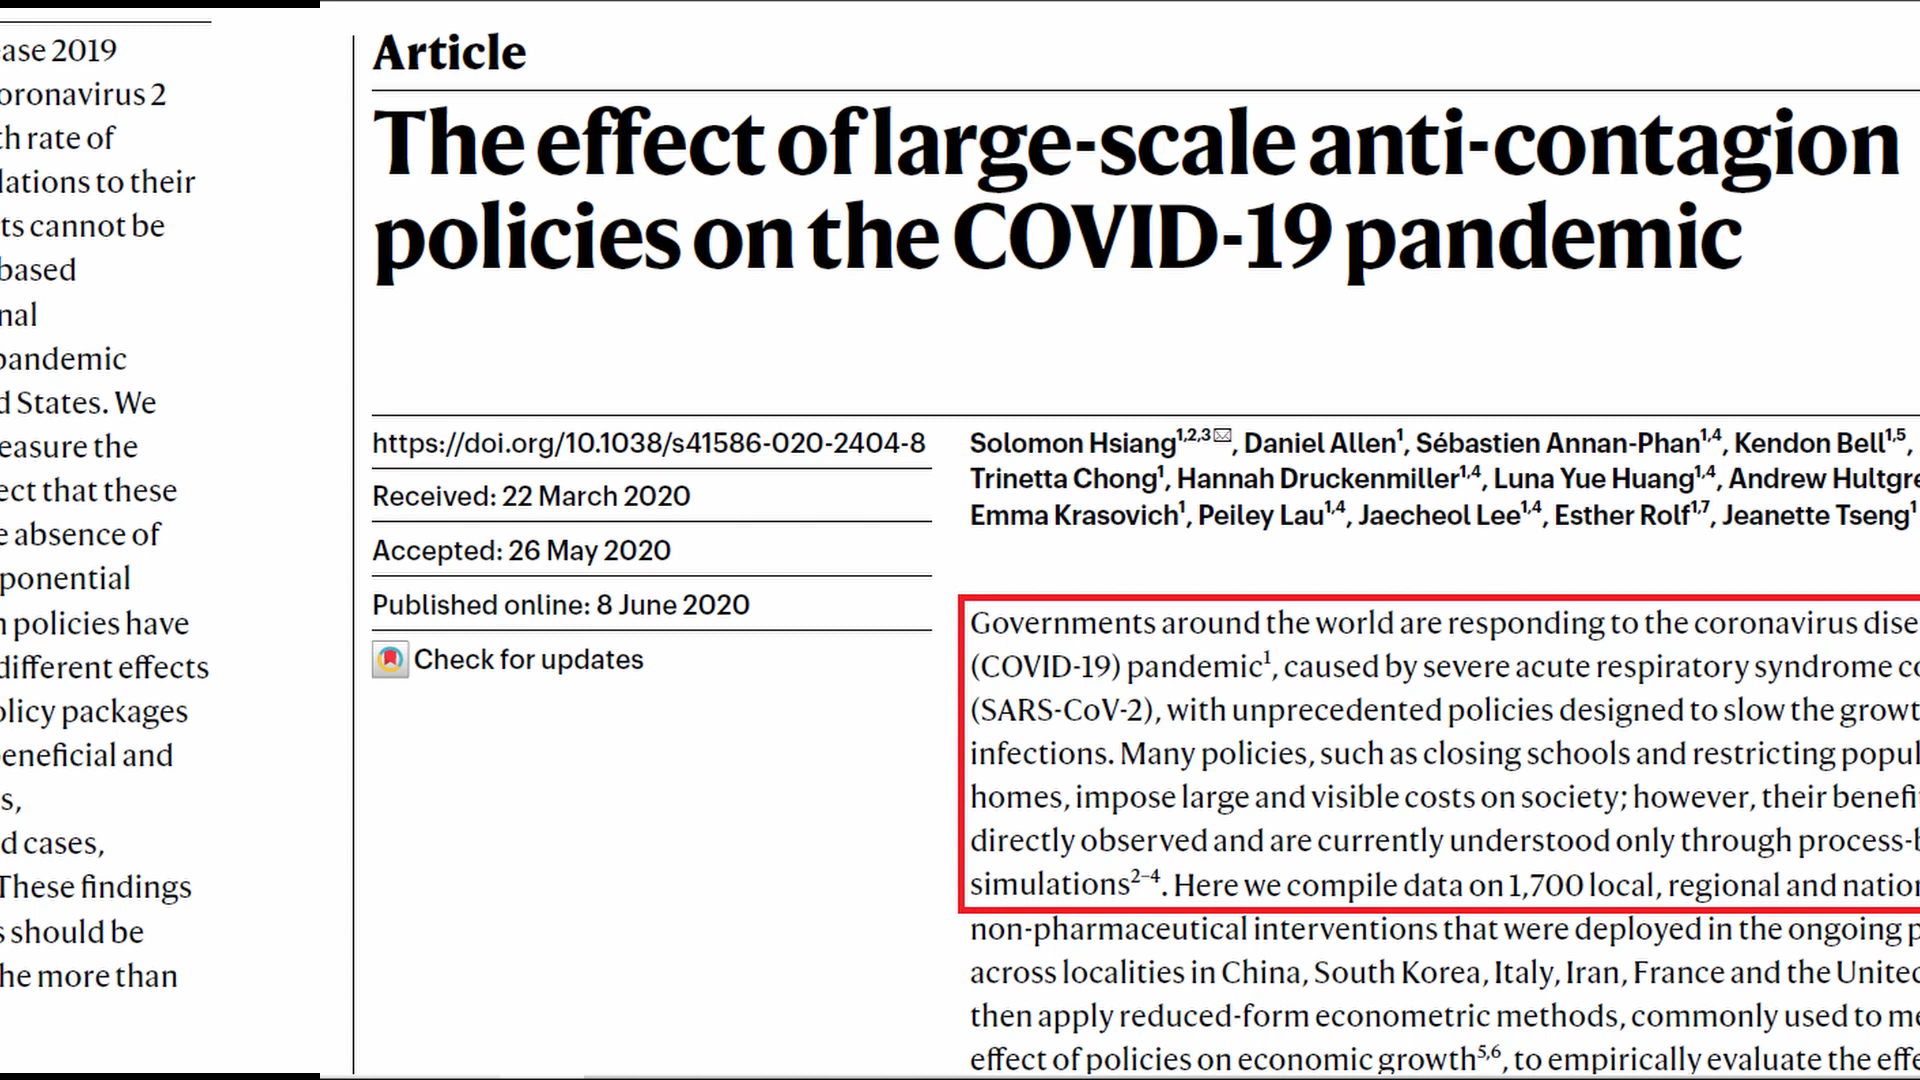 ease 2019
oronavirus 2
th rate of
lations to their
ts cannot be
based
nal
pandemic
d States. We
easure the
ect that these
e absence of
ponential
n policies have
different effects
olicy packages
eneficial and
s,
d cases,
These findings
s should be
he more than
Article
The effect of large-scale anti-contagion
policies on the COVID-19 pandemic
https://doi.org/10.1038/s41586-020-2404-8
Received: 22 March 2020
Accepted: 26 May 2020
Published online: 8 June 2020
Check for updates
Solomon Hsiang1,2,3✉, Daniel Allen1, Sébastien Annan-Phan1,4, Kendon Bell1,5,
Trinetta Chong1, Hannah Druckenmiller1,4, Luna Yue Huang1,4, Andrew Hultgre
Emma Krasovich1, Peiley Lau1,4, Jaecheol Lee1,4, Esther Rolf1,7, Jeanette Tseng1
Governments around the world are responding to the coronavirus dise
(COVID-19) pandemic1, caused by severe acute respiratory syndrome co
(SARS-CoV-2), with unprecedented policies designed to slow the growt
infections. Many policies, such as closing schools and restricting popul
homes, impose large and visible costs on society; however, their benefi
directly observed and are currently understood only through process-b
simulations2–4. Here we compile data on 1,700 local, regional and nation
non-pharmaceutical interventions that were deployed in the ongoing p
across localities in China, South Korea, Italy, Iran, France and the United
then apply reduced-form econometric methods, commonly used to me
effect of policies on economic growth5,6, to empirically evaluate the effe